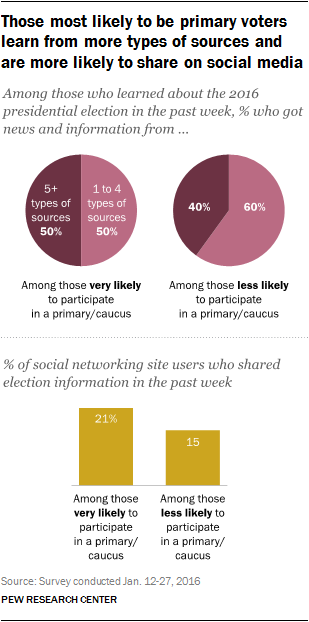 Those most likely to be primary voters
learn from more types of sources and
are more likely to share on social media
Among those who learned about the 2016
presidential election in the past week, % who got
news and information from ...
5+
types of
sources
50%
1 to 4
types of
sources
50%
40%
60%
Among those very likely
to participate
in a primary/caucus
Among those less likely
to participate
in a primary/caucus
% of social networking site users who shared
election information in the past week
21%
15
Among those
very likely to
participate
in a primary/
caucus
Among those
less likely to
participate
in a primary/
caucus
Source: Survey conducted Jan. 12-27, 2016
PEW RESEARCH CENTER